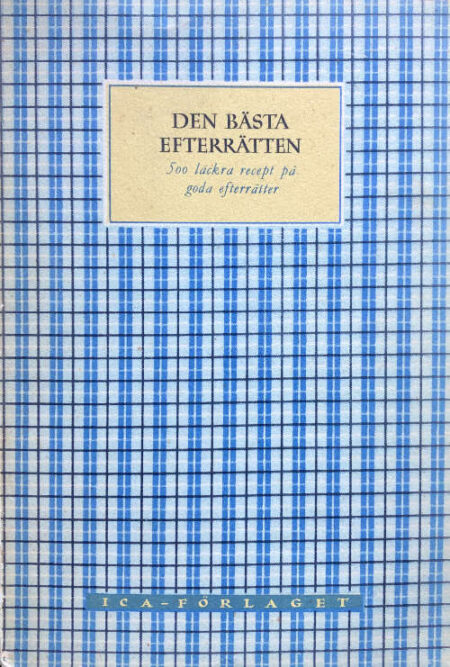 DEN BÄSTA
EFTERRÄTTEN
500 läckra recept på
goda efterrätter
ICA-FÖRLAGET